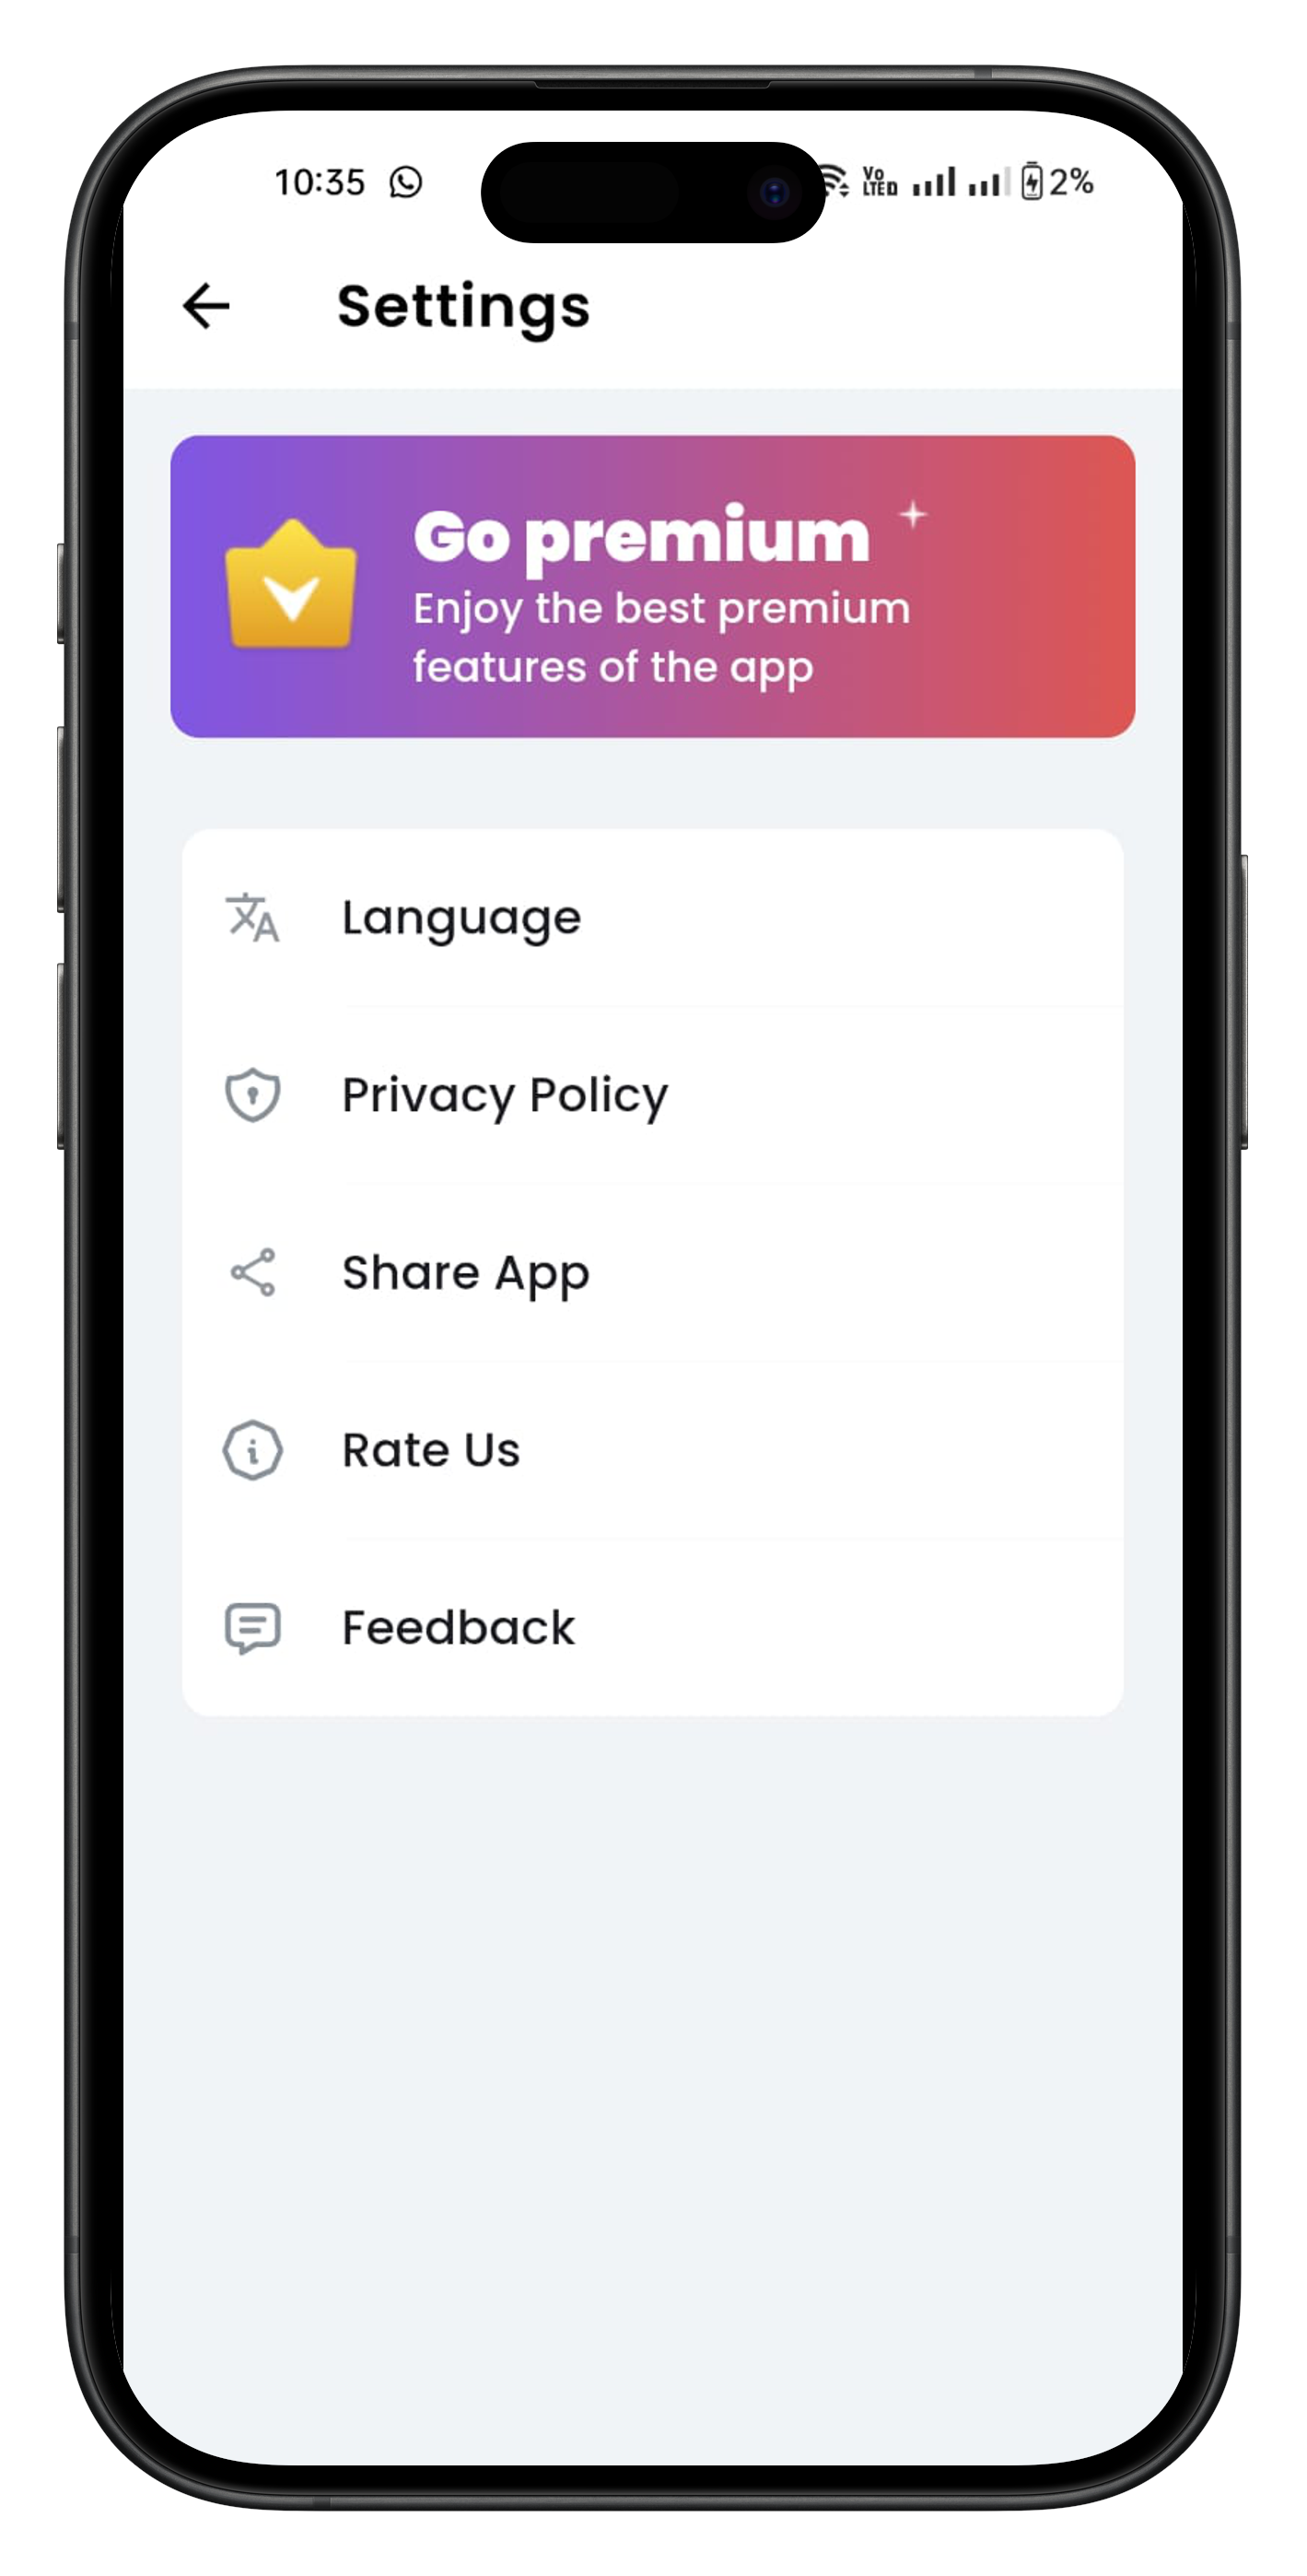 10:35 Vo LTE 2%
Settings
Go premium
Enjoy the best premium
features of the app
Language
Privacy Policy
Share App
Rate Us
Feedback